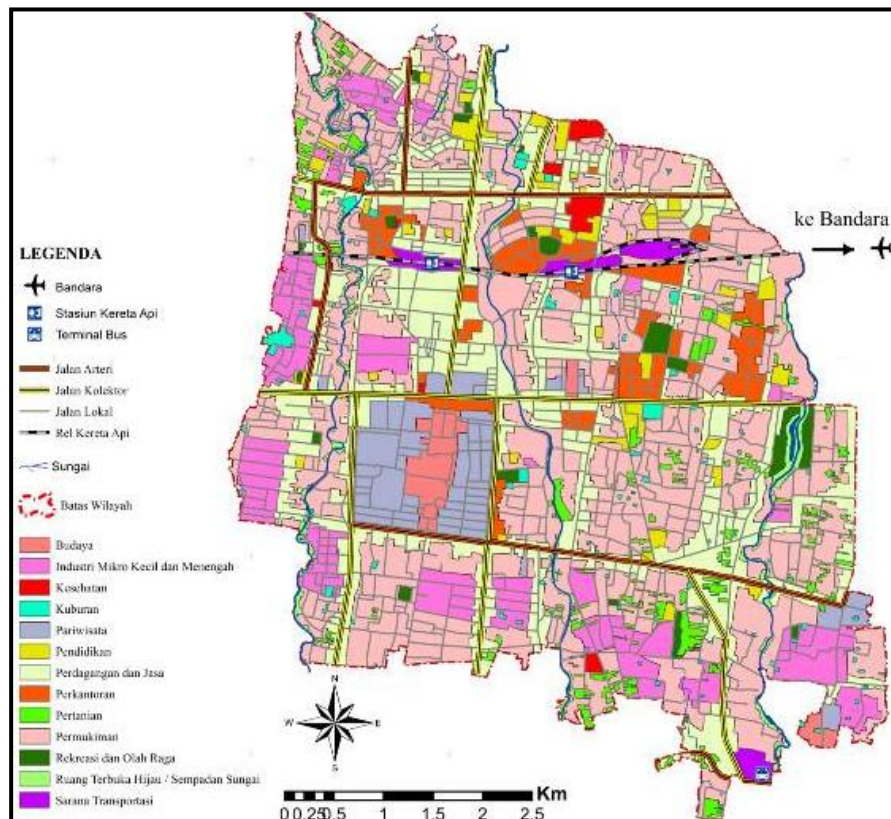 ke Bandara
LEGENDA
Bandara
Stasiun Kereta Api
Terminal Bus
Jalan Arteri
Jalan Kolektor
Jalan Lokal
Rel Kereta Api
Sungai
Batas Wilayah
Budaya
Industri Mikro Kecil dan Menengah
Kesehatan
Kuburan
Pariwisata
Pendidikan
Perdagangan dan Jasa
Perkantoran
Pertanian
Permukiman
Rekreasi dan Olah Raga
Ruang Terbuka Hijau / Sempadan Sungai
Sarana Transportasi
N
W E
S
Km
0 0.25 0.5 1 1.5 2 2.5